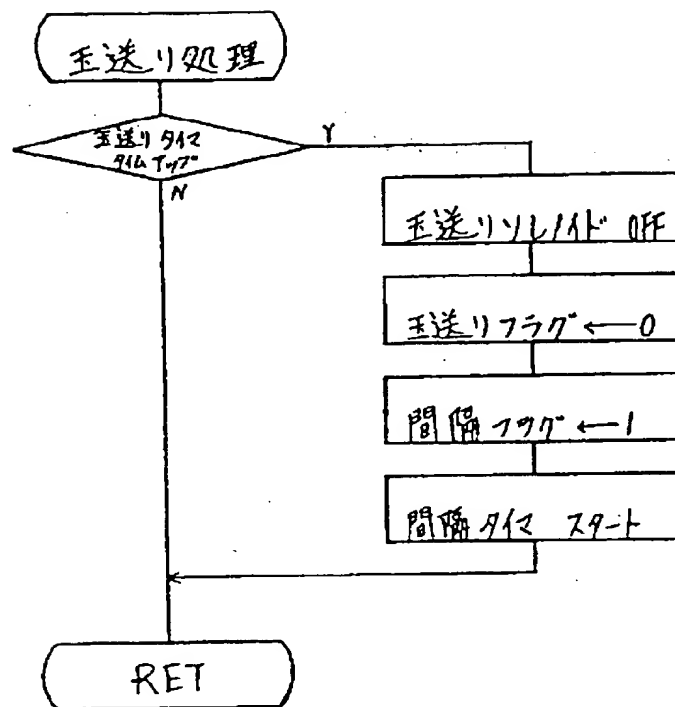 玉送り処理
玉送りタイマ
タイムアップ
Y
N
玉送りソレノイド OFF
玉送りフラグ←0
間隔フラグ←1
間隔タイマ スタート
RET